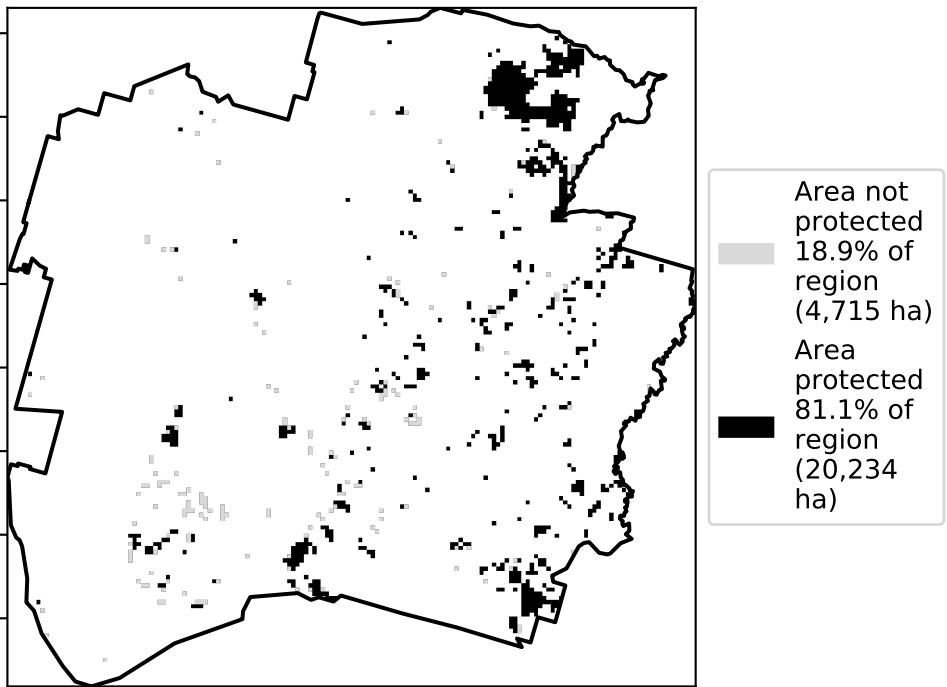 Area not
protected
18.9% of
region
(4,715 ha)
Area
protected
81.1% of
region
(20,234
ha)